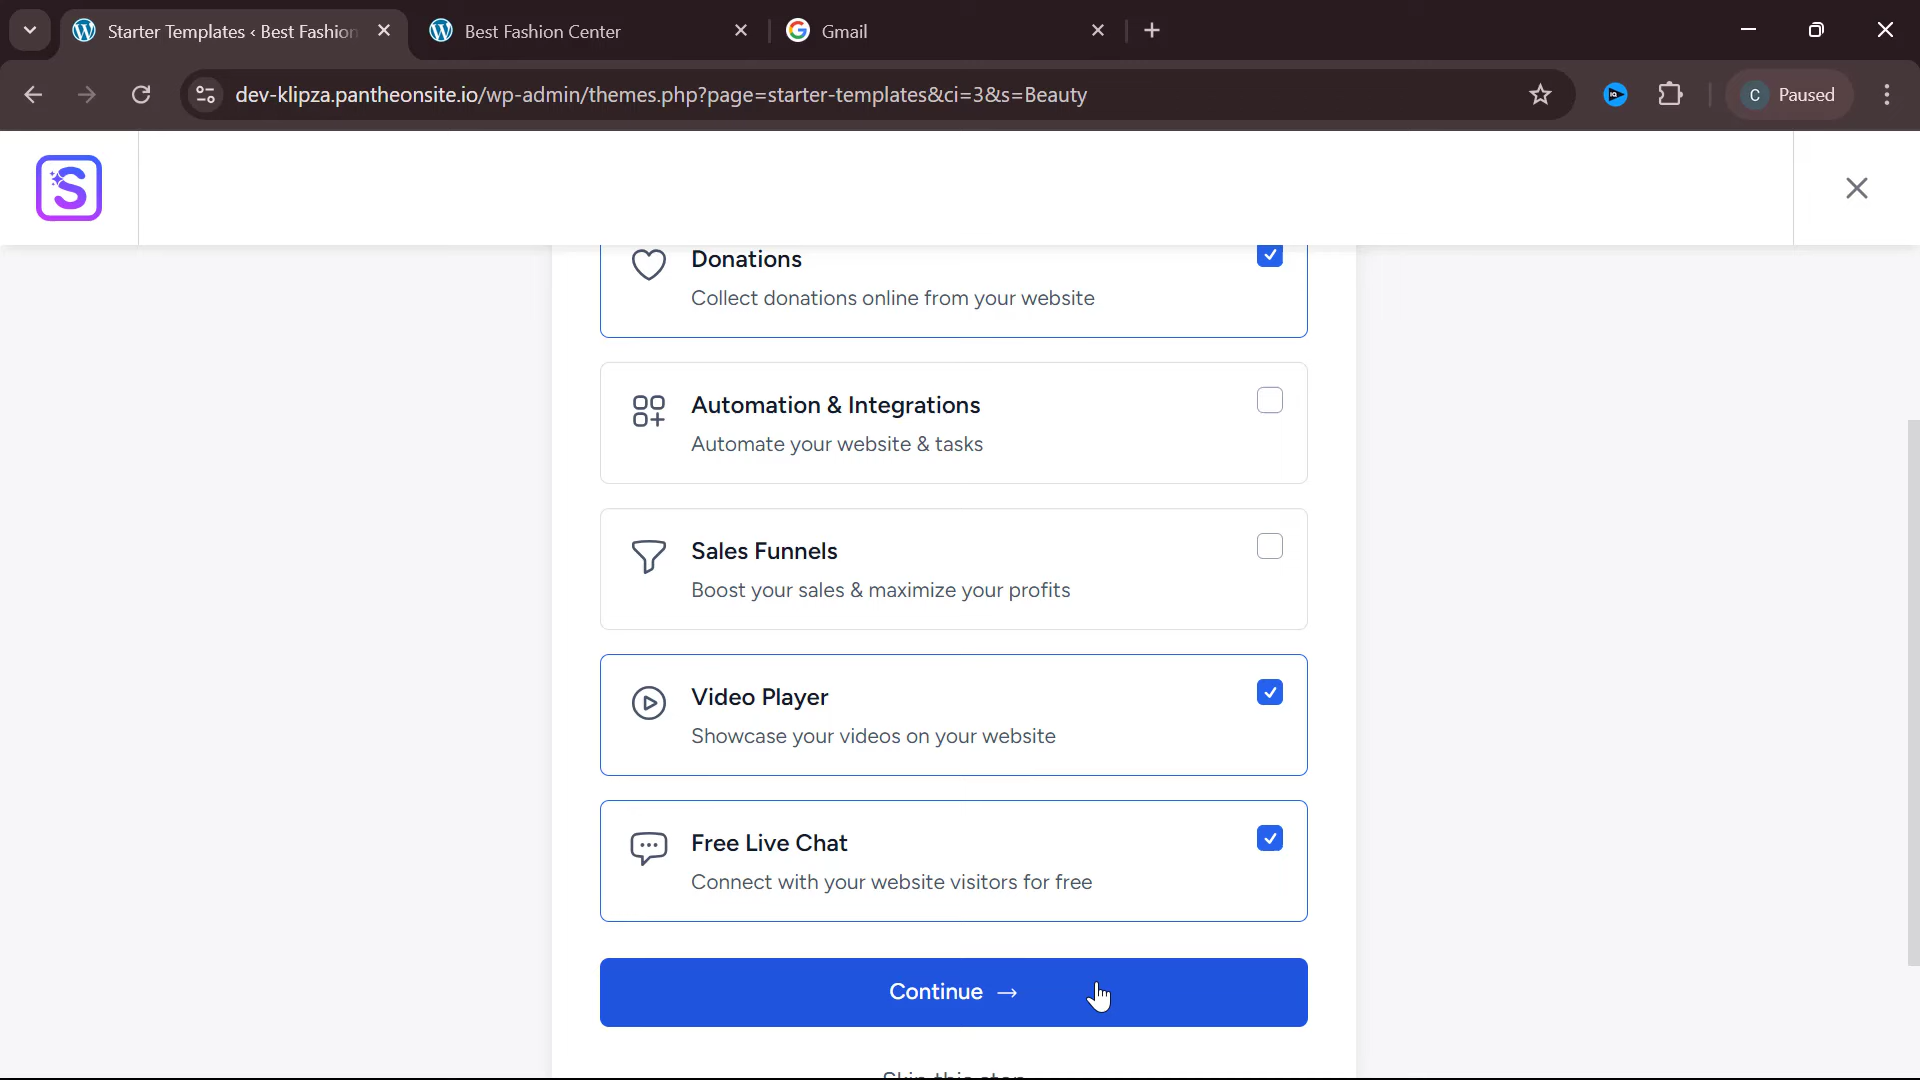 Starter Templates ‹ Best Fashion
Best Fashion Center
Gmail
dev-klipza.pantheonsite.io/wp-admin/themes.php?page=starter-templates&ci=3&s=Beauty
C Paused
S
Donations
Collect donations online from your website
Automation & Integrations
Automate your website & tasks
Sales Funnels
Boost your sales & maximize your profits
Video Player
Showcase your videos on your website
Free Live Chat
Connect with your website visitors for free
Continue →
Skip this step